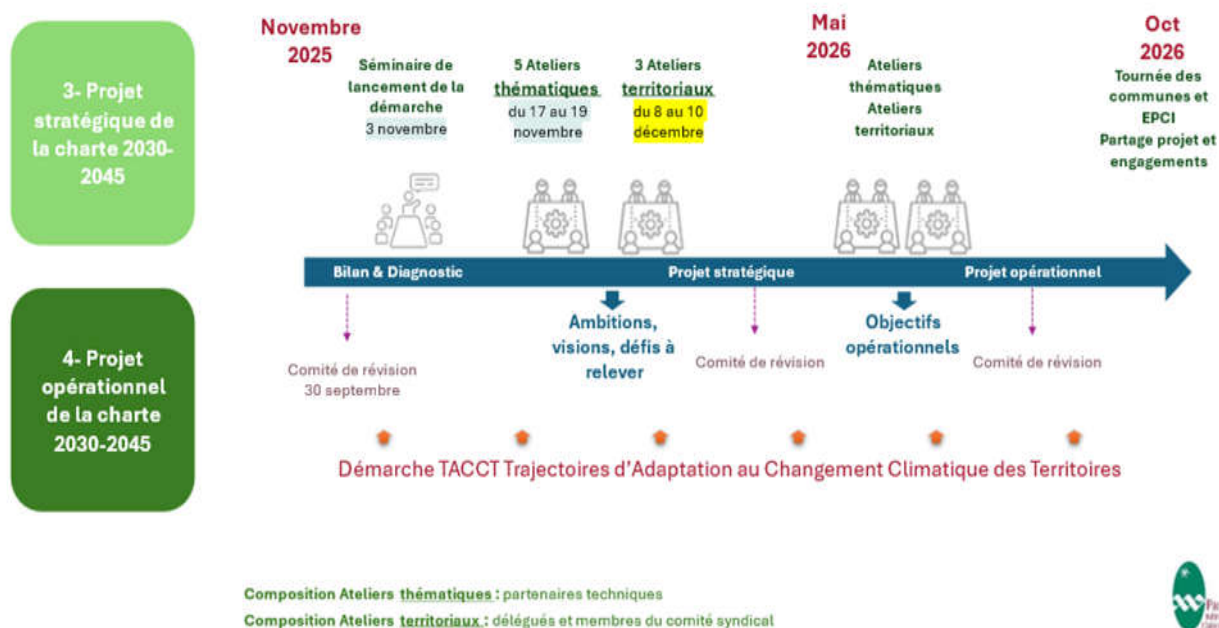 3- Projet
stratégique de
la charte 2030-
2045
4- Projet
opérationnel
de la charte
2030-2045
Novembre
2025
Séminaire de
lancement de la
démarche
3 novembre
5 Ateliers
thématiques
du 17 au 19
novembre
3 Ateliers
territoriaux
du 8 au 10
décembre
Mai
2026
Ateliers
thématiques
Ateliers
territoriaux
Oct
2026
Tournée des
communes et
EPCI
Partage projet et
engagements
Bilan & Diagnostic
Projet stratégique
Projet opérationnel
Comité de révision
30 septembre
Ambitions,
visions, défis à
relever
Comité de révision
Objectifs
opérationnels
Comité de révision
Démarche TACCT Trajectoires d'Adaptation au Changement Climatique des Territoires
Composition Ateliers thématiques : partenaires techniques
Composition Ateliers territoriaux : délégués et membres du comité syndical